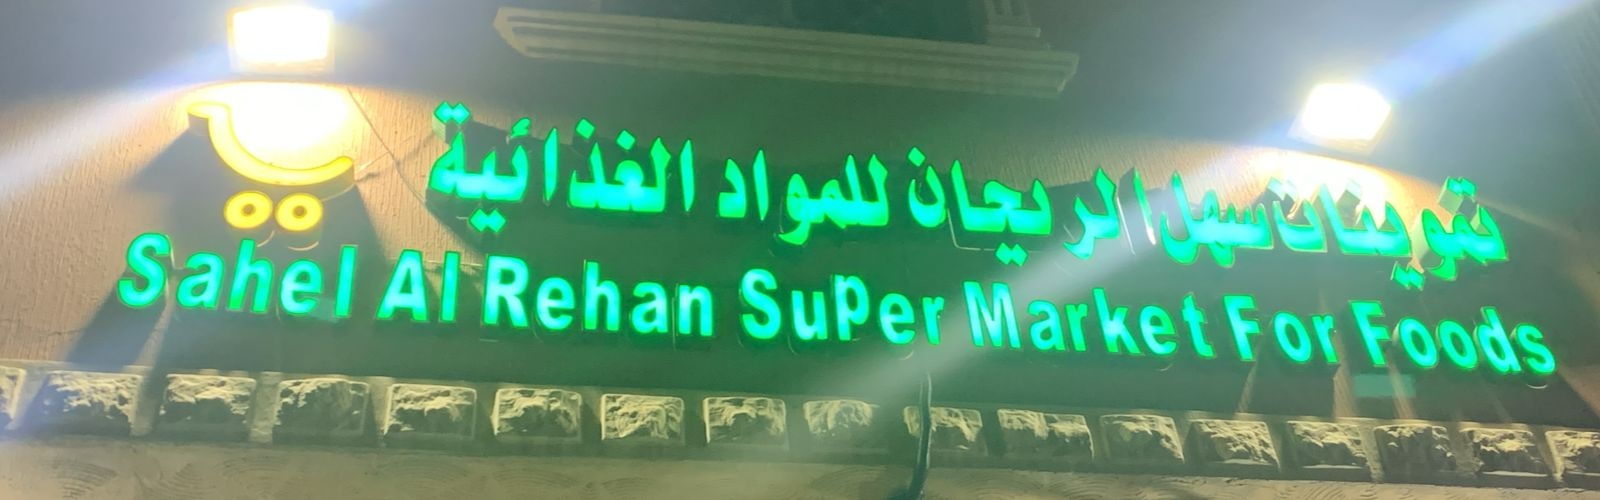 تموينات سهل الريحان للمواد الغذائية
Sahel Al Rehan SuPer Market For Foods